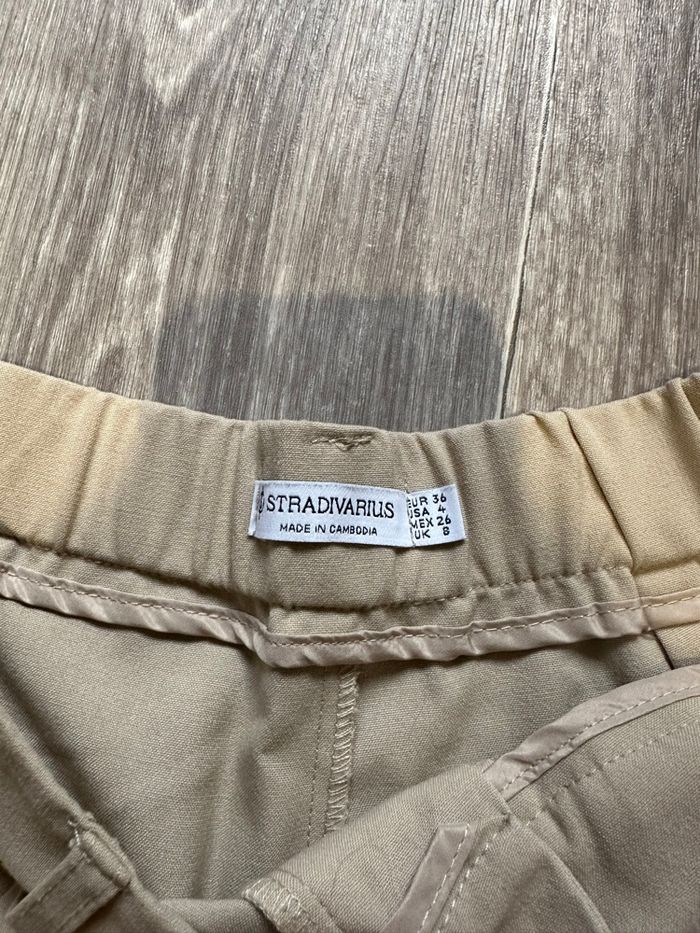 STRADIVARIUS
MADE IN CAMBODIA
EUR 36
USA 4
MEX 26
UK 8